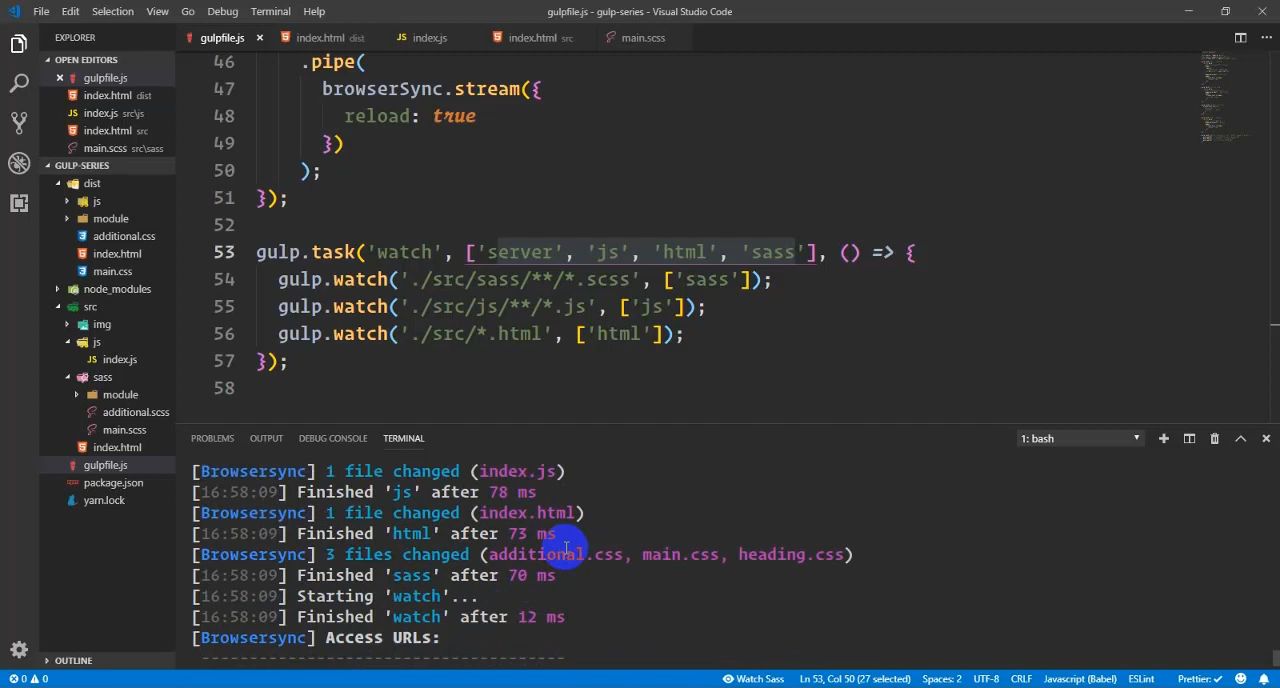 File Edit Selection View Go Debug Terminal Help
gulpfile.js - gulp-series - Visual Studio Code
EXPLORER
gulpfile.js
index.html dist
index.js
index.html src
main.scss
OPEN EDITORS
gulpfile.js
index.html dist
index.js src\js
index.html src
main.scss src\sass
GULP-SERIES
dist
js
module
additional.css
index.html
main.css
node_modules
src
img
js
index.js
sass
module
additional.scss
main.scss
index.html
gulpfile.js
package.json
yarn.lock
OUTLINE
46 .pipe(
47 browserSync.stream({
48 reload: true
49 })
50 );
51 });
52
53 gulp.task('watch', ['server', 'js', 'html', 'sass'], () => {
54 gulp.watch('./src/sass/**/*.scss', ['sass']);
55 gulp.watch('./src/js/**/*.js', ['js']);
56 gulp.watch('./src/*.html', ['html']);
57 });
58
PROBLEMS OUTPUT DEBUG CONSOLE TERMINAL
1: bash
[Browsersync] 1 file changed (index.js)
[16:58:09] Finished 'js' after 78 ms
[Browsersync] 1 file changed (index.html)
[16:58:09] Finished 'html' after 73 ms
[Browsersync] 3 files changed (additional.css, main.css, heading.css)
[16:58:09] Finished 'sass' after 70 ms
[16:58:09] Starting 'watch'...
[16:58:09] Finished 'watch' after 12 ms
[Browsersync] Access URLs:
--------------------------------------
0 0
Watch Sass
Ln 53, Col 50 (27 selected)
Spaces: 2
UTF-8
CRLF
Javascript (Babel)
ESLint
Prettier: ✓